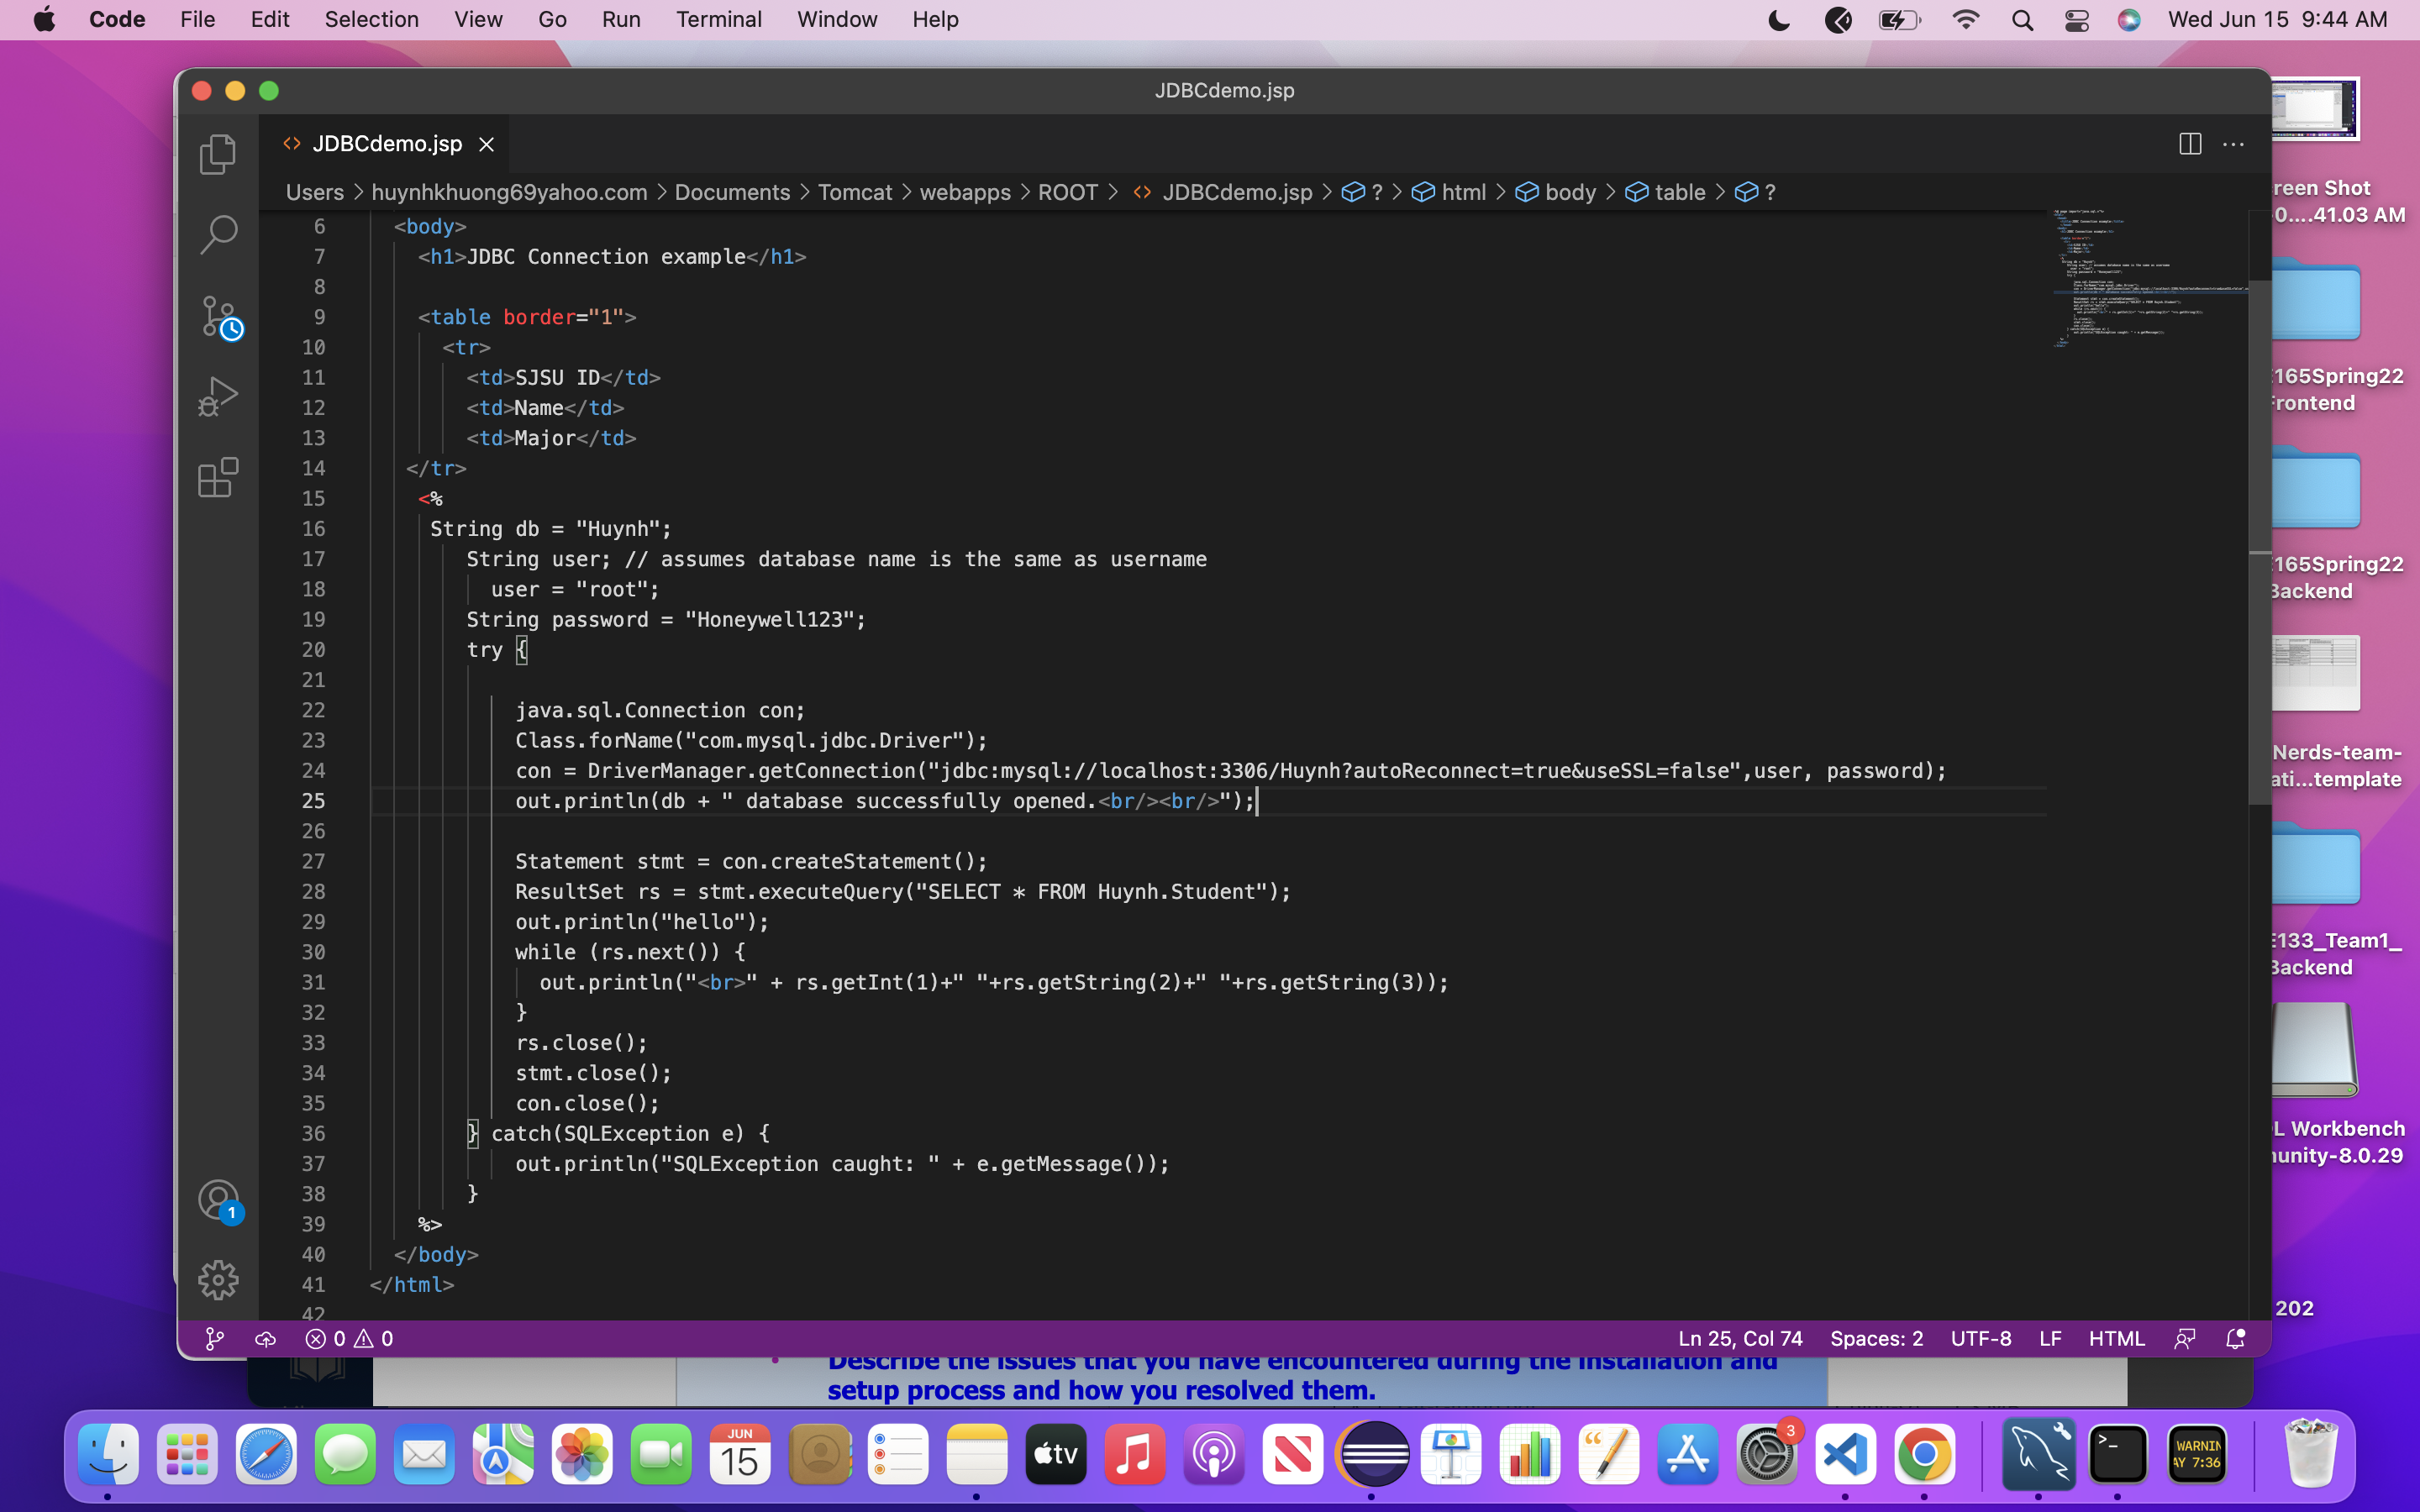 Code File Edit Selection View Go Run Terminal Window Help Wed Jun 15 9:44 AM
JDBCdemo.jsp
JDBCdemo.jsp
Users > huynhkhuong69yahoo.com > Documents > Tomcat > webapps > ROOT > JDBCdemo.jsp > ? > html > body > table > ?
6 <body>
7 <h1>JDBC Connection example</h1>
8
9 <table border="1">
10 <tr>
11 <td>SJSU ID</td>
12 <td>Name</td>
13 <td>Major</td>
14 </tr>
15 <%
16 String db = "Huynh";
17 String user; // assumes database name is the same as username
18 user = "root";
19 String password = "Honeywell123";
20 try {
21
22 java.sql.Connection con;
23 Class.forName("com.mysql.jdbc.Driver");
24 con = DriverManager.getConnection("jdbc:mysql://localhost:3306/Huynh?autoReconnect=true&useSSL=false",user, password);
25 out.println(db + " database successfully opened.<br/><br/>");
26
27 Statement stmt = con.createStatement();
28 ResultSet rs = stmt.executeQuery("SELECT * FROM Huynh.Student");
29 out.println("hello");
30 while (rs.next()) {
31 out.println("<br>" + rs.getInt(1)+" "+rs.getString(2)+" "+rs.getString(3));
32 }
33 rs.close();
34 stmt.close();
35 con.close();
36 } catch(SQLException e) {
37 out.println("SQLException caught: " + e.getMessage());
38 }
39 %>
40 </body>
41 </html>
42
1
0 0 Ln 25, Col 74 Spaces: 2 UTF-8 LF HTML
reen Shot
0....41.03 AM
165Spring22
Frontend
165Spring22
Backend
Nerds-team-
ati...template
E133_Team1_
Backend
L Workbench
unity-8.0.29
202
Describe the issues that you have encountered during the installation and
setup process and how you resolved them.
JUN
15
tv
3
WARNIN
AY 7:36